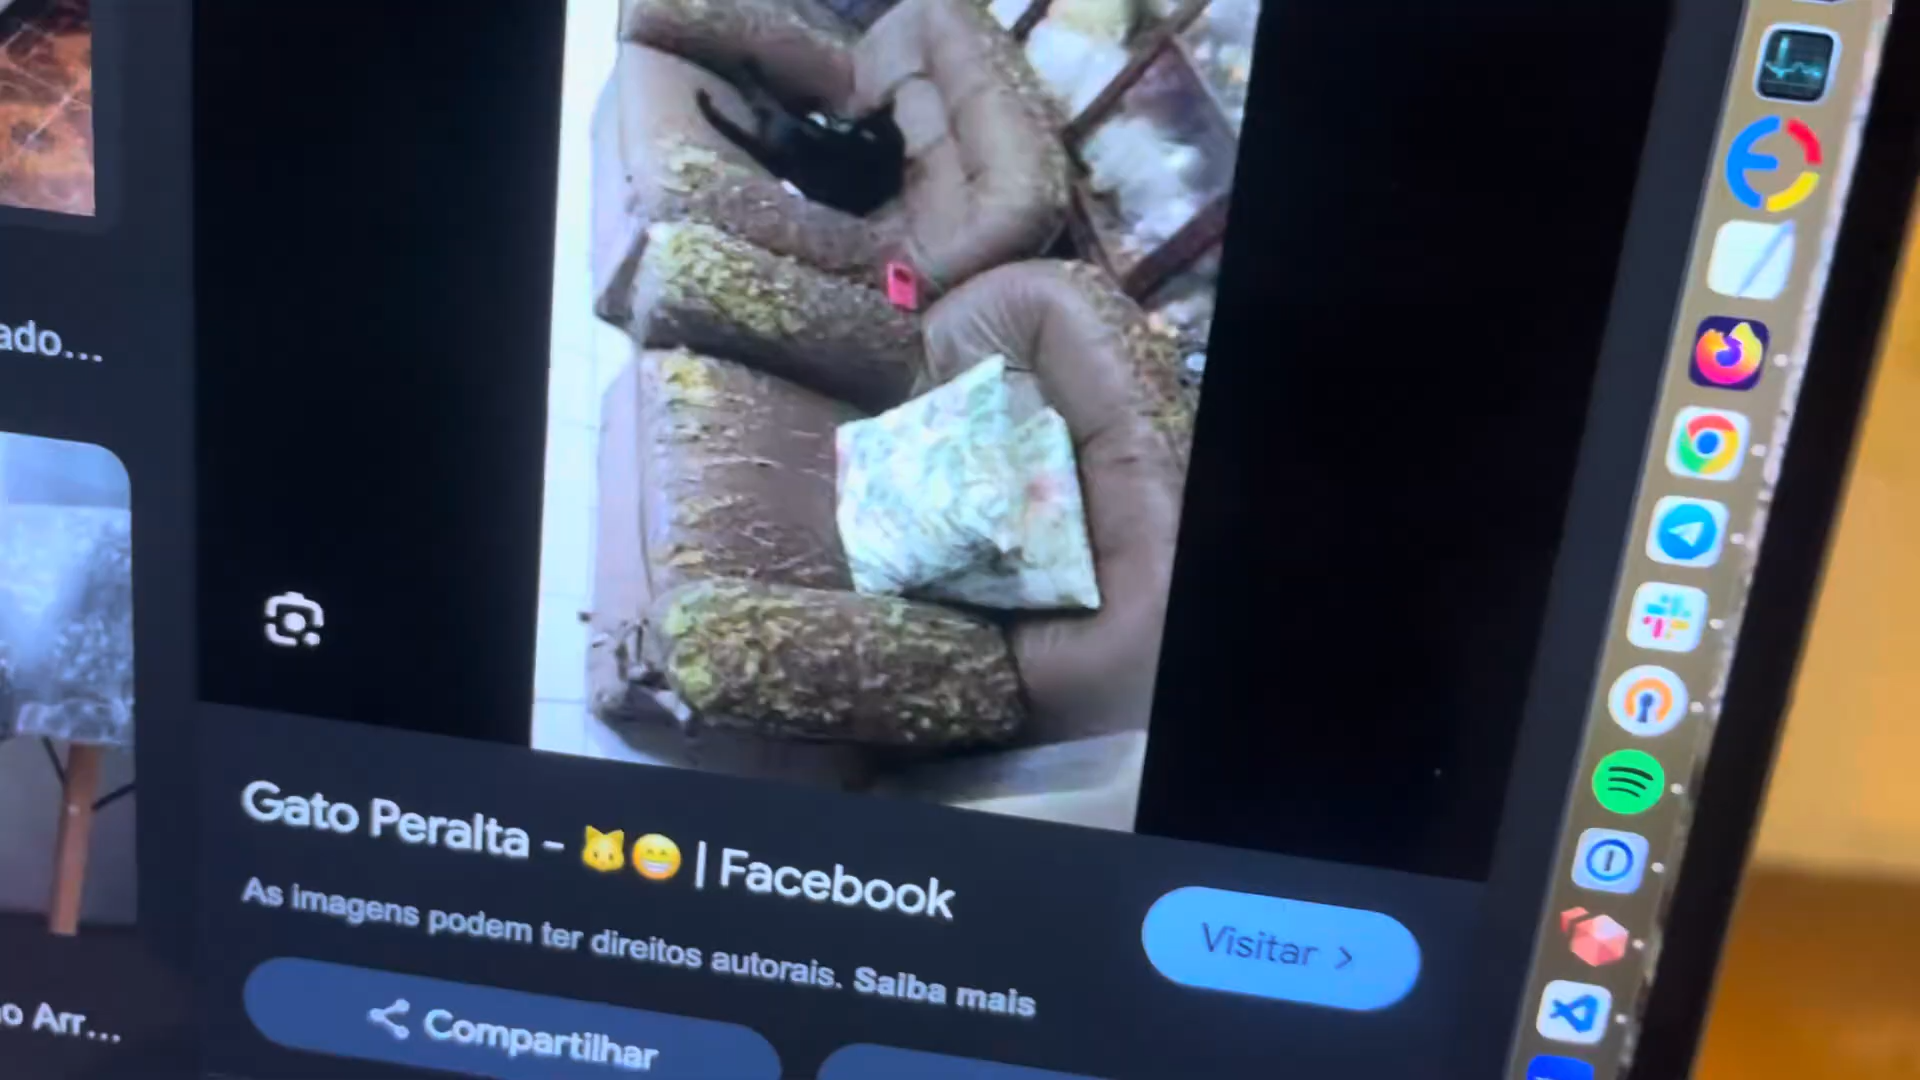 ado...
o Arr...
Gato Peralta - 🐱😁 | Facebook
As imagens podem ter direitos autorais. Saiba mais
Visitar >
Compartilhar